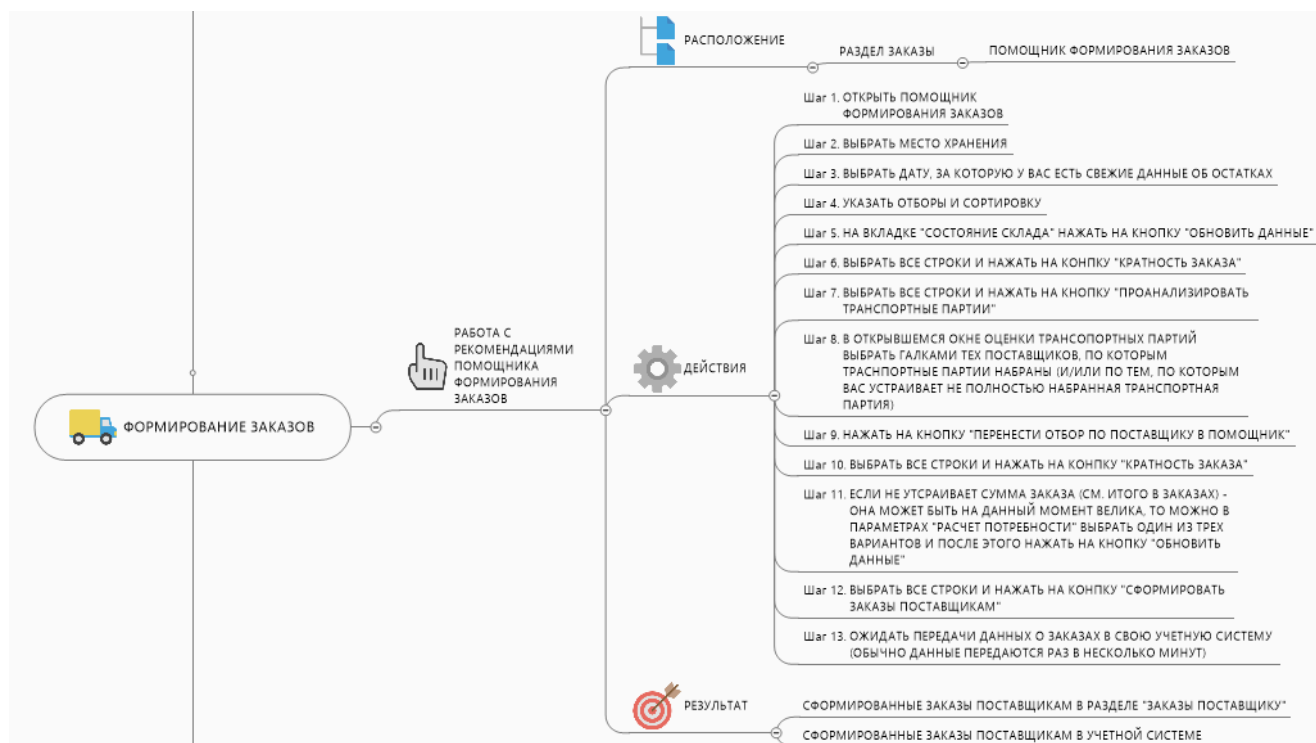 РАСПОЛОЖЕНИЕ
РАЗДЕЛ ЗАКАЗЫ
ПОМОЩНИК ФОРМИРОВАНИЯ ЗАКАЗОВ
Шаг 1. ОТКРЫТЬ ПОМОЩНИК
ФОРМИРОВАНИЯ ЗАКАЗОВ
Шаг 2. ВЫБРАТЬ МЕСТО ХРАНЕНИЯ
Шаг 3. ВЫБРАТЬ ДАТУ, ЗА КОТОРУЮ У ВАС ЕСТЬ СВЕЖИЕ ДАННЫЕ ОБ ОСТАТКАХ
Шаг 4. УКАЗАТЬ ОТБОРЫ И СОРТИРОВКУ
Шаг 5. НА ВКЛАДКЕ "СОСТОЯНИЕ СКЛАДА" НАЖАТЬ НА КНОПКУ "ОБНОВИТЬ ДАННЫЕ"
Шаг 6. ВЫБРАТЬ ВСЕ СТРОКИ И НАЖАТЬ НА КОНПКУ "КРАТНОСТЬ ЗАКАЗА"
Шаг 7. ВЫБРАТЬ ВСЕ СТРОКИ И НАЖАТЬ НА КНОПКУ "ПРОАНАЛИЗИРОВАТЬ
ТРАНСПОРТНЫЕ ПАРТИИ"
Шаг 8. В ОТКРЫВШЕМСЯ ОКНЕ ОЦЕНКИ ТРАНСОПОРТНЫХ ПАРТИЙ
ВЫБРАТЬ ГАЛКАМИ ТЕХ ПОСТАВЩИКОВ, ПО КОТОРЫМ
ТРАСНПОРТНЫЕ ПАРТИИ НАБРАНЫ (И/ИЛИ ПО ТЕМ, ПО КОТОРЫМ
ВАС УСТРАИВАЕТ НЕ ПОЛНОСТЬЮ НАБРАННАЯ ТРАНСПОРТНАЯ
ПАРТИЯ)
РАБОТА С
РЕКОМЕНДАЦИЯМИ
ПОМОЩНИКА
ФОРМИРОВАНИЯ
ЗАКАЗОВ
ДЕЙСТВИЯ
ФОРМИРОВАНИЕ ЗАКАЗОВ
Шаг 9. НАЖАТЬ НА КНОПКУ "ПЕРЕНЕСТИ ОТБОР ПО ПОСТАВЩИКУ В ПОМОЩНИК"
Шаг 10. ВЫБРАТЬ ВСЕ СТРОКИ И НАЖАТЬ НА КОНПКУ "КРАТНОСТЬ ЗАКАЗА"
Шаг 11. ЕСЛИ НЕ УТСРАИВАЕТ СУММА ЗАКАЗА (СМ. ИТОГО В ЗАКАЗАХ) -
ОНА МОЖЕТ БЫТЬ НА ДАННЫЙ МОМЕНТ ВЕЛИКА, ТО МОЖНО В
ПАРАМЕТРАХ "РАСЧЕТ ПОТРЕБНОСТИ" ВЫБРАТЬ ОДИН ИЗ ТРЕХ
ВАРИАНТОВ И ПОСЛЕ ЭТОГО НАЖАТЬ НА КНОПКУ "ОБНОВИТЬ
ДАННЫЕ"
Шаг 12. ВЫБРАТЬ ВСЕ СТРОКИ И НАЖАТЬ НА КОНПКУ "СФОРМИРОВАТЬ
ЗАКАЗЫ ПОСТАВЩИКАМ"
Шаг 13. ОЖИДАТЬ ПЕРЕДАЧИ ДАННЫХ О ЗАКАЗАХ В СВОЮ УЧЕТНУЮ СИСТЕМУ
(ОБЫЧНО ДАННЫЕ ПЕРЕДАЮТСЯ РАЗ В НЕСКОЛЬКО МИНУТ)
РЕЗУЛЬТАТ
СФОРМИРОВАННЫЕ ЗАКАЗЫ ПОСТАВЩИКАМ В РАЗДЕЛЕ "ЗАКАЗЫ ПОСТАВЩИКУ"
СФОРМИРОВАННЫЕ ЗАКАЗЫ ПОСТАВЩИКАМ В УЧЕТНОЙ СИСТЕМЕ